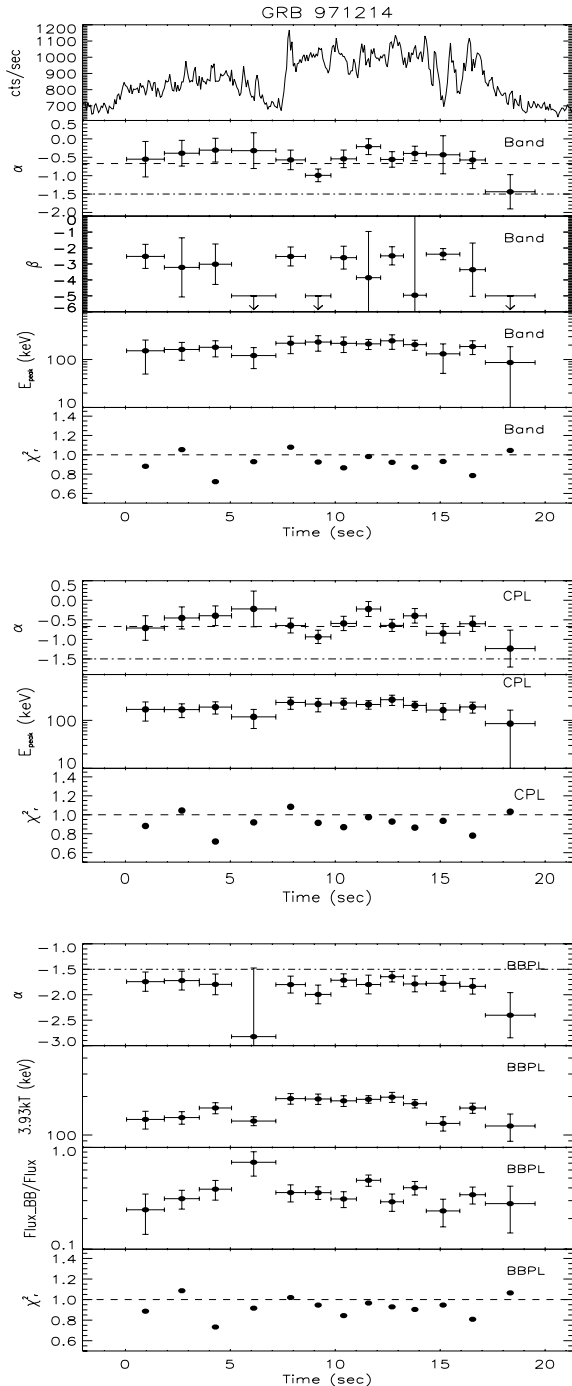 GRB 971214
1200
1100
1000
900
800
700
cts/sec
0.5
0.0
-0.5
-1.0
-1.5
-2.0
α
Band
0
-1
-2
-3
-4
-5
-6
β
Band
100
10
E_peak (keV)
Band
1.4
1.2
1.0
0.8
0.6
χ²_r
Band
0 5 10 15 20
Time (sec)
0.5
0.0
-0.5
-1.0
-1.5
α
CPL
100
10
E_peak (keV)
CPL
1.4
1.2
1.0
0.8
0.6
χ²_r
CPL
0 5 10 15 20
Time (sec)
-1.0
-1.5
-2.0
-2.5
-3.0
α
BBPL
100
3.93kT (keV)
BBPL
1.0
0.1
Flux_BB/Flux
BBPL
1.4
1.2
1.0
0.8
0.6
χ²_r
BBPL
0 5 10 15 20
Time (sec)